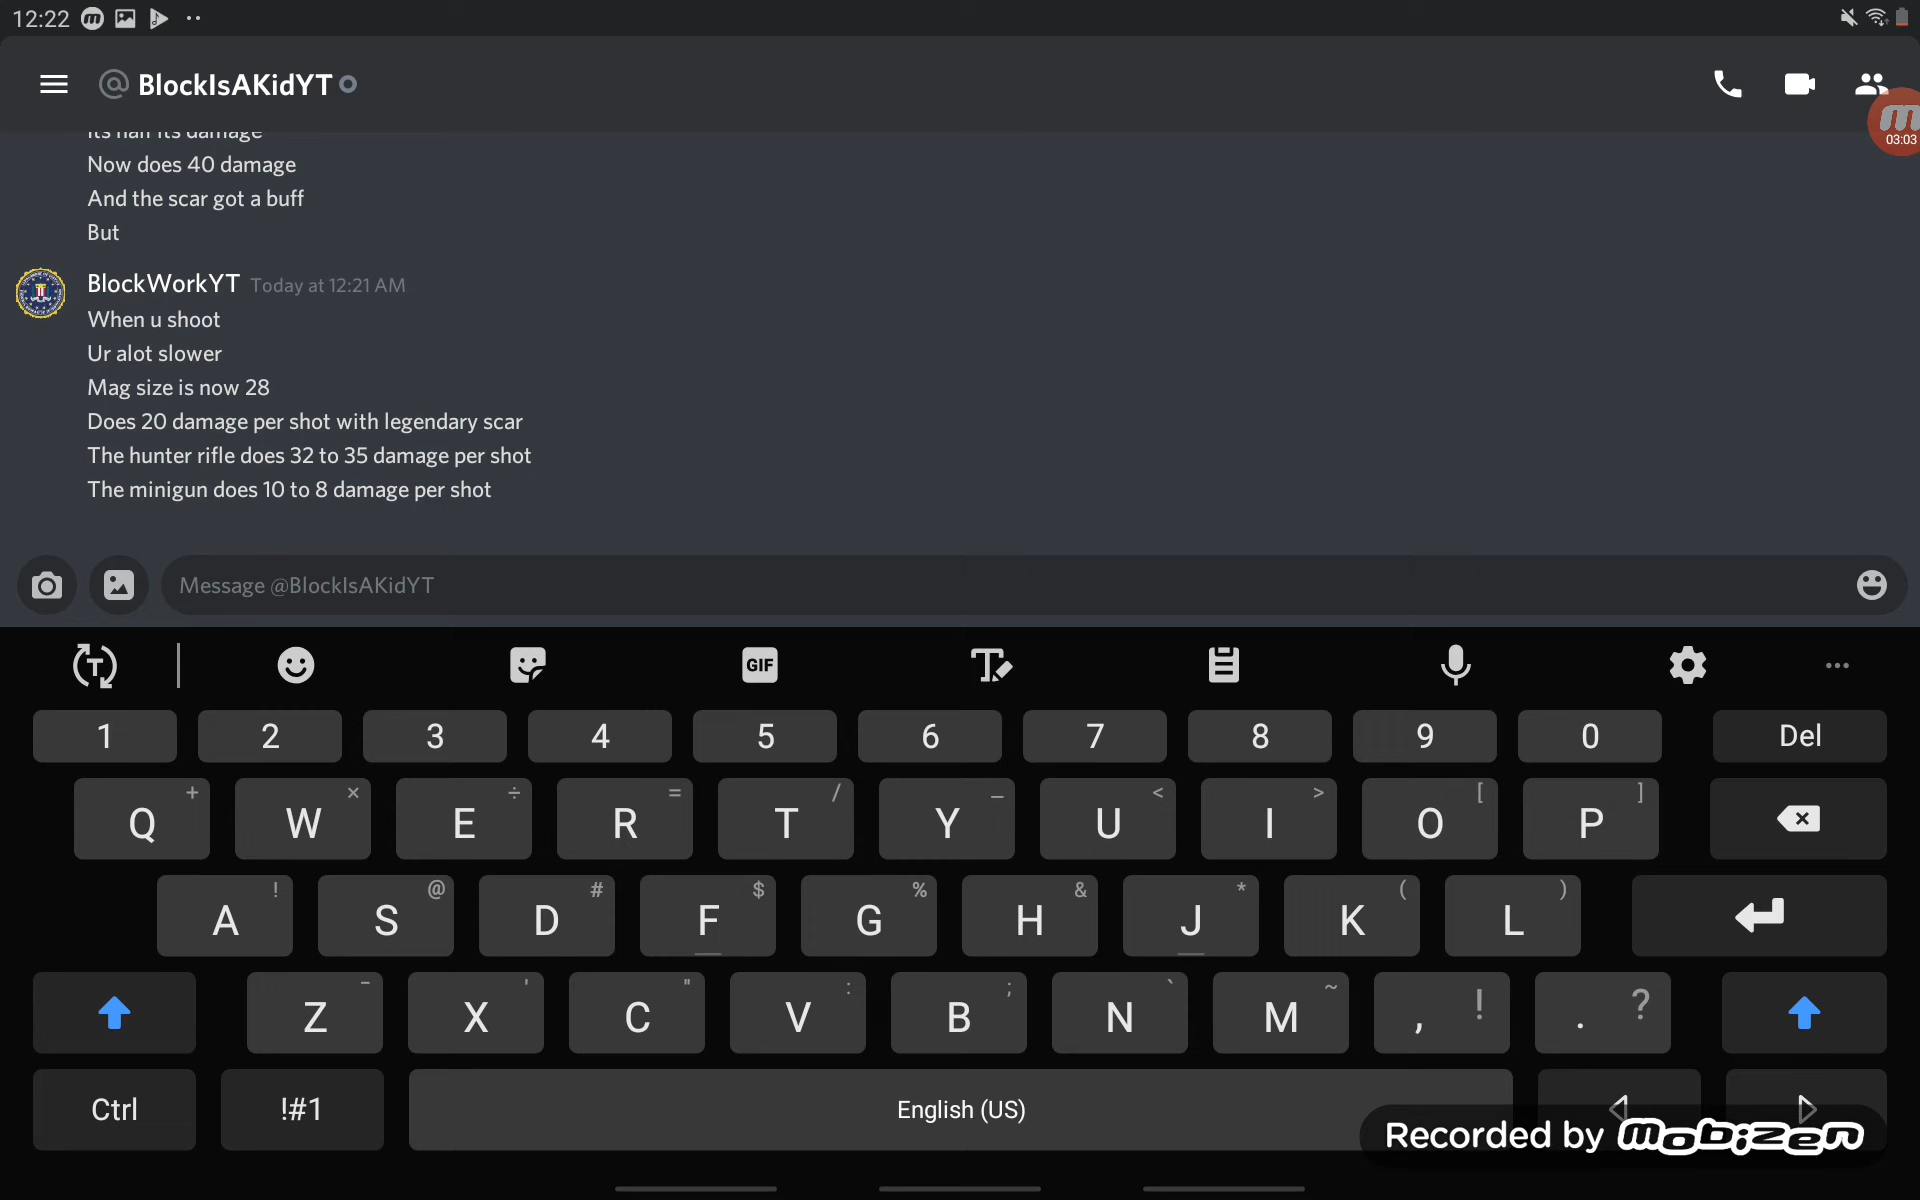 12:22
@ BlockIsAKidYT
03:03
Its half its damage
Now does 40 damage
And the scar got a buff
But
BlockWorkYT Today at 12:21 AM
When u shoot
Ur alot slower
Mag size is now 28
Does 20 damage per shot with legendary scar
The hunter rifle does 32 to 35 damage per shot
The minigun does 10 to 8 damage per shot
Message @BlockIsAKidYT
GIF
1 2 3 4 5 6 7 8 9 0 Del
+ × ÷ = / _ < > [ ]
Q W E R T Y U I O P
! @ # $ % & * ( )
A S D F G H J K L
- ' " : ; ` ~ ! ?
Z X C V B N M , .
Ctrl !#1 English (US)
Recorded by mobizen